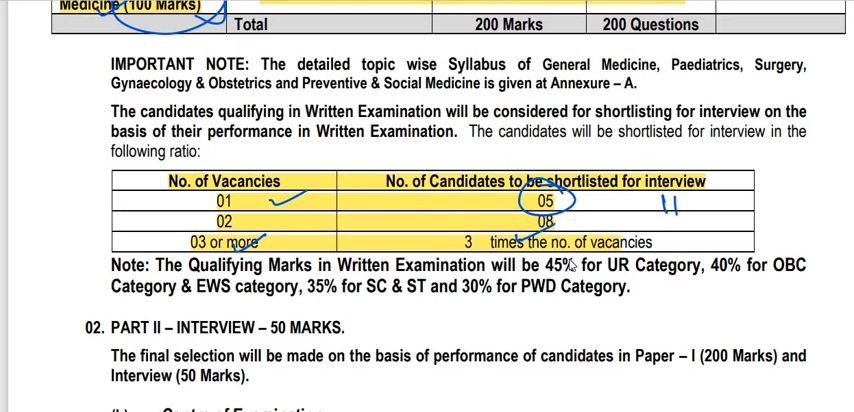 Medicine (100 Marks)
Total 200 Marks 200 Questions
IMPORTANT NOTE: The detailed topic wise Syllabus of General Medicine, Paediatrics, Surgery,
Gynaecology & Obstetrics and Preventive & Social Medicine is given at Annexure – A.
The candidates qualifying in Written Examination will be considered for shortlisting for interview on the
basis of their performance in Written Examination. The candidates will be shortlisted for interview in the
following ratio:
No. of Vacancies No. of Candidates to be shortlisted for interview
01 05 11
02 08
03 or more 3 times the no. of vacancies
Note: The Qualifying Marks in Written Examination will be 45% for UR Category, 40% for OBC
Category & EWS category, 35% for SC & ST and 30% for PWD Category.
02. PART II – INTERVIEW – 50 MARKS.
The final selection will be made on the basis of performance of candidates in Paper – I (200 Marks) and
Interview (50 Marks).